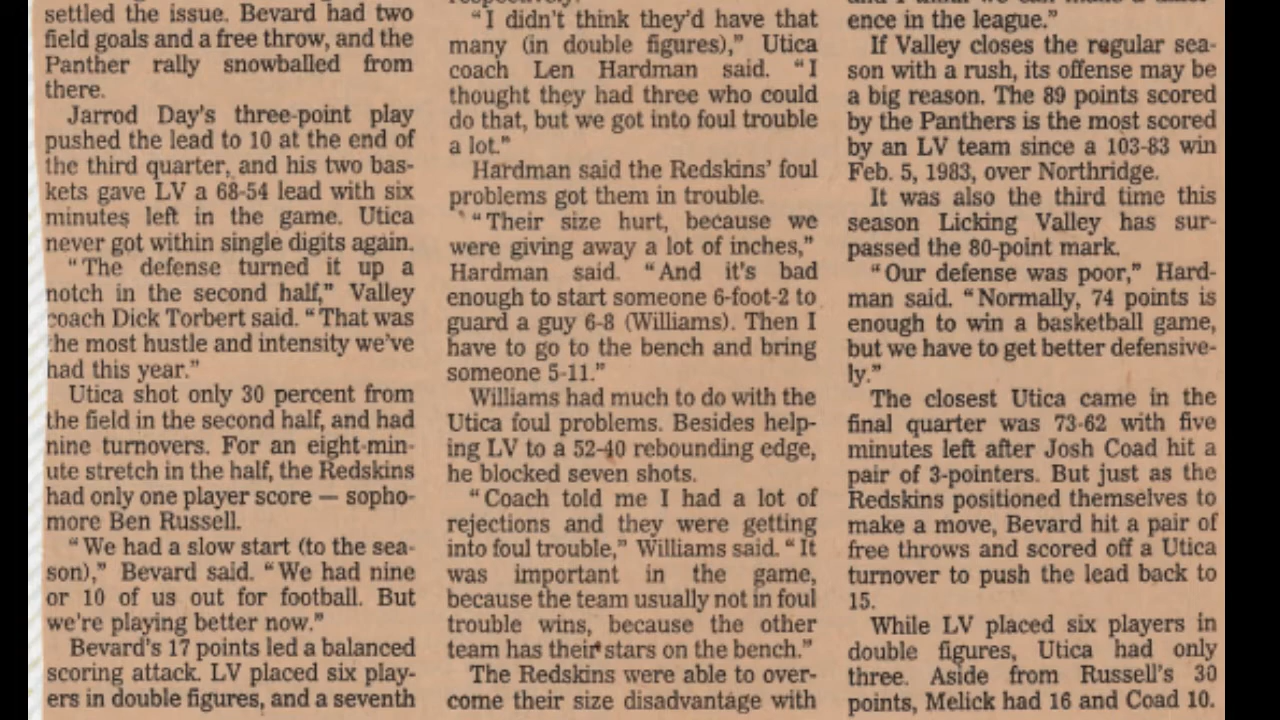 settled the issue. Bevard had two
field goals and a free throw, and the
Panther rally snowballed from
there.
Jarrod Day's three-point play
pushed the lead to 10 at the end of
the third quarter, and his two bas-
kets gave LV a 68-54 lead with six
minutes left in the game. Utica
never got within single digits again.
"The defense turned it up a
notch in the second half," Valley
coach Dick Torbert said. "That was
the most hustle and intensity we've
had this year."
Utica shot only 30 percent from
the field in the second half, and had
nine turnovers. For an eight-min-
ute stretch in the half, the Redskins
had only one player score — sopho-
more Ben Russell.
"We had a slow start (to the sea-
son)," Bevard said. "We had nine
or 10 of us out for football. But
we're playing better now."
Bevard's 17 points led a balanced
scoring attack. LV placed six play-
ers in double figures, and a seventh
respectively.
"I didn't think they'd have that
many (in double figures)," Utica
coach Len Hardman said. "I
thought they had three who could
do that, but we got into foul trouble
a lot."
Hardman said the Redskins' foul
problems got them in trouble.
"Their size hurt, because we
were giving away a lot of inches,"
Hardman said. "And it's bad
enough to start someone 6-foot-2 to
guard a guy 6-8 (Williams). Then I
have to go to the bench and bring
someone 5-11."
Williams had much to do with the
Utica foul problems. Besides help-
ing LV to a 52-40 rebounding edge,
he blocked seven shots.
"Coach told me I had a lot of
rejections and they were getting
into foul trouble," Williams said. "It
was important in the game,
because the team usually not in foul
trouble wins, because the other
team has their stars on the bench."
The Redskins were able to over-
come their size disadvantage with
ence in the league."
If Valley closes the regular sea-
son with a rush, its offense may be
a big reason. The 89 points scored
by the Panthers is the most scored
by an LV team since a 103-83 win
Feb. 5, 1983, over Northridge.
It was also the third time this
season Licking Valley has sur-
passed the 80-point mark.
"Our defense was poor," Hard-
man said. "Normally, 74 points is
enough to win a basketball game,
but we have to get better defensive-
ly."
The closest Utica came in the
final quarter was 73-62 with five
minutes left after Josh Coad hit a
pair of 3-pointers. But just as the
Redskins positioned themselves to
make a move, Bevard hit a pair of
free throws and scored off a Utica
turnover to push the lead back to
15.
While LV placed six players in
double figures, Utica had only
three. Aside from Russell's 30
points, Melick had 16 and Coad 10.